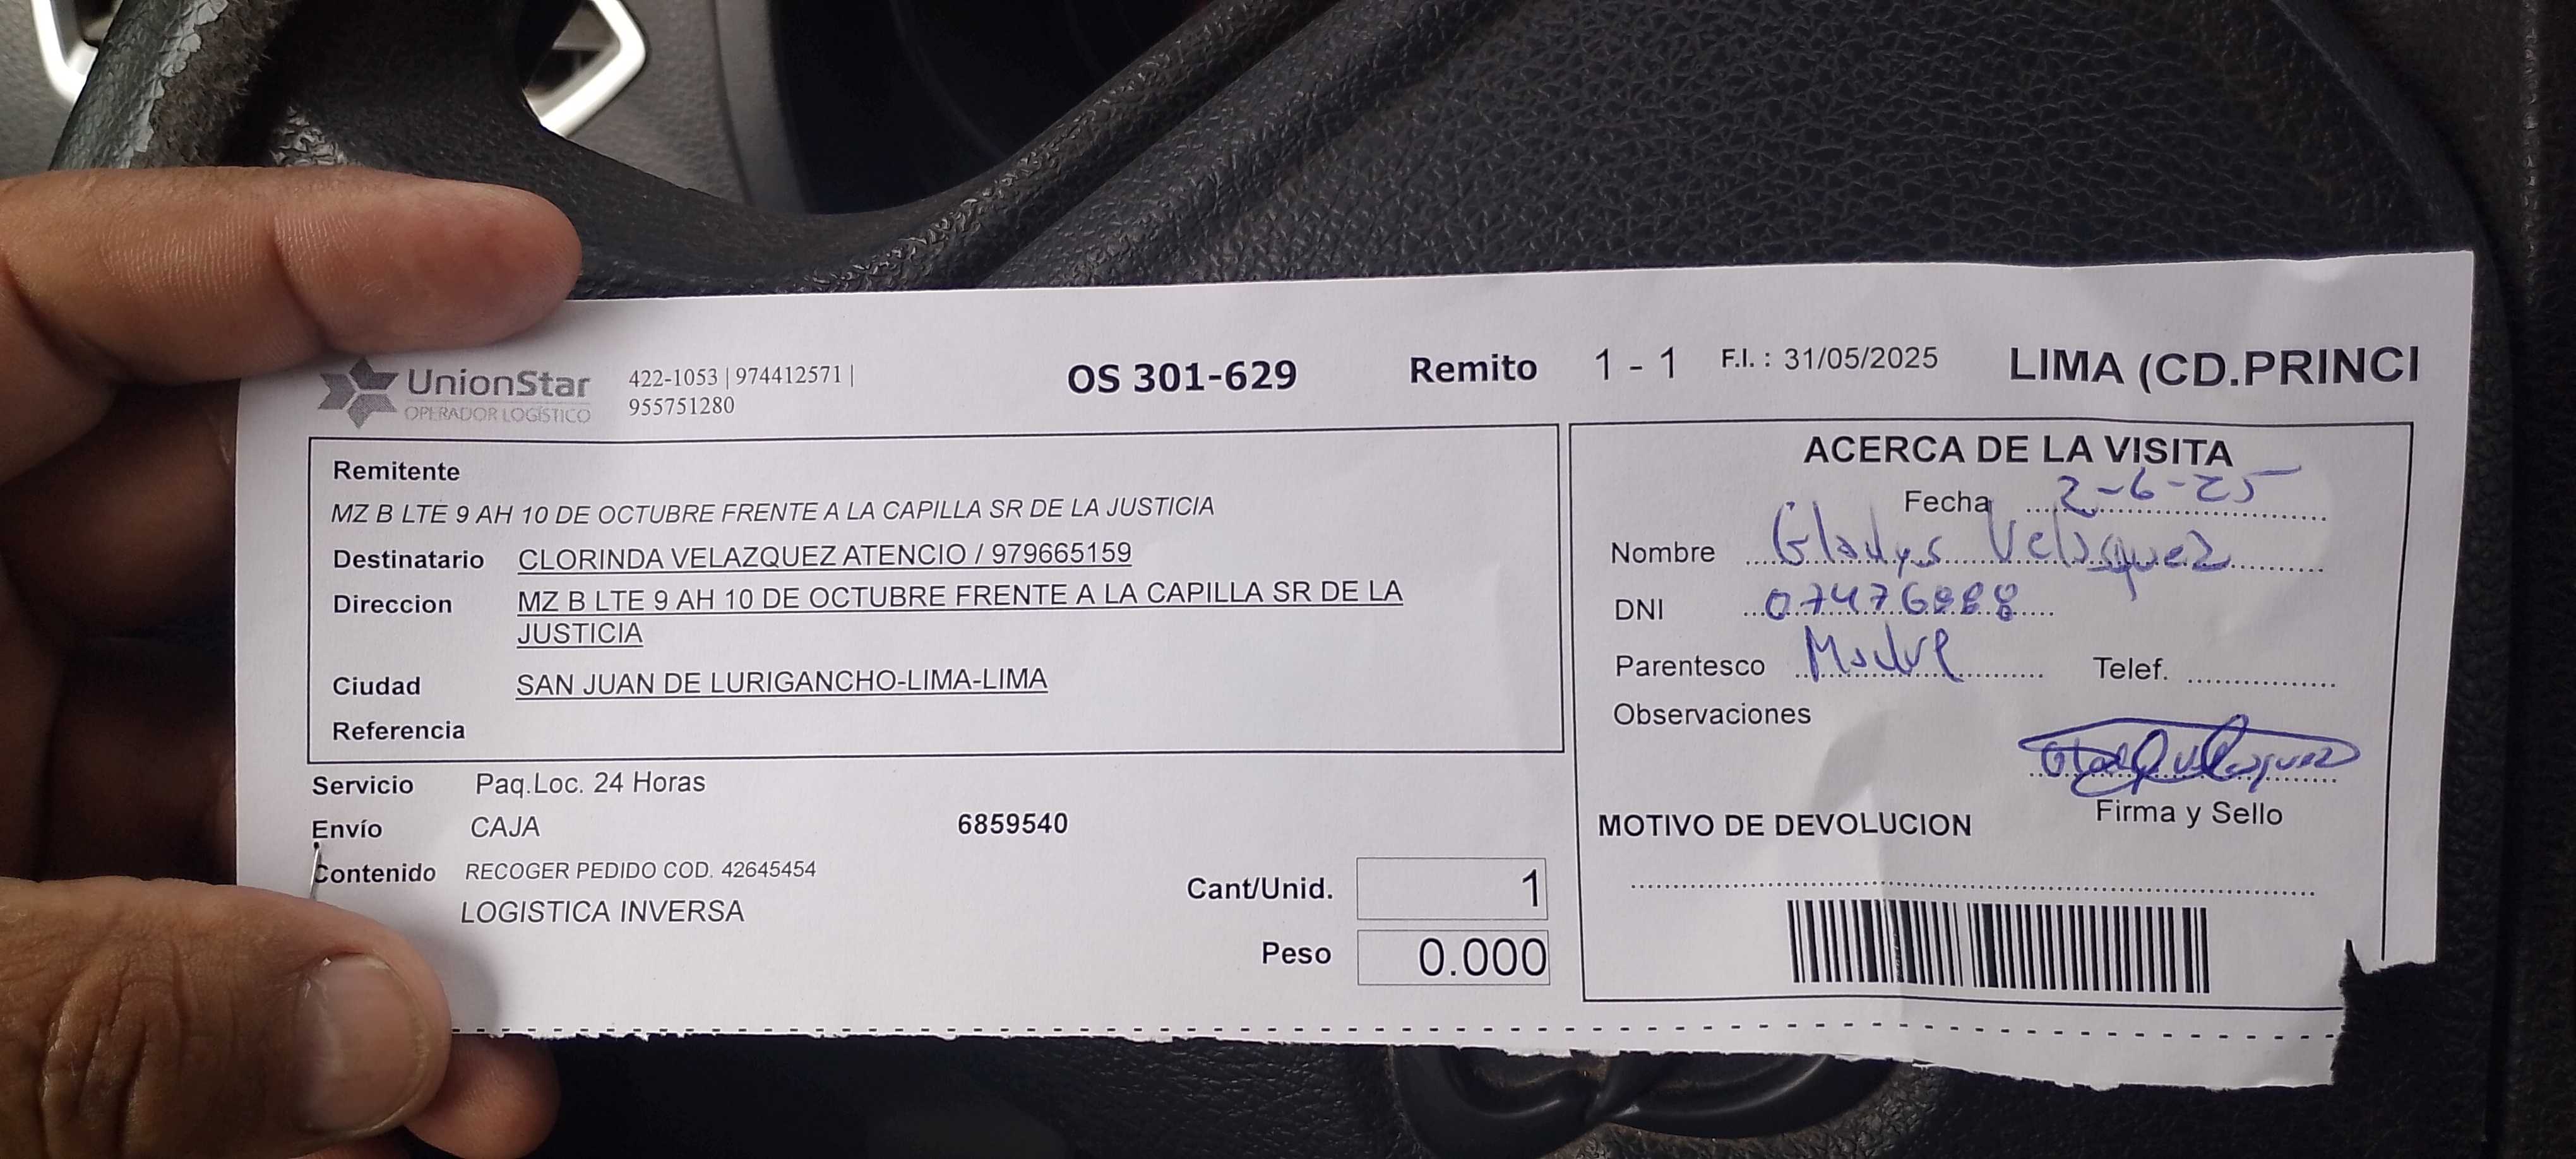 UnionStar
OPERADOR LOGÍSTICO
422-1053 | 974412571 |
955751280
OS 301-629
Remito 1 - 1
F.I. : 31/05/2025
LIMA (CD.PRINCI
Remitente
MZ B LTE 9 AH 10 DE OCTUBRE FRENTE A LA CAPILLA SR DE LA JUSTICIA
Destinatario CLORINDA VELAZQUEZ ATENCIO / 979665159
Direccion MZ B LTE 9 AH 10 DE OCTUBRE FRENTE A LA CAPILLA SR DE LA
JUSTICIA
Ciudad SAN JUAN DE LURIGANCHO-LIMA-LIMA
Referencia
Servicio Paq.Loc. 24 Horas
Envío CAJA 6859540
Contenido RECOGER PEDIDO COD. 42645454
LOGISTICA INVERSA
Cant/Unid. 1
Peso 0.000
ACERCA DE LA VISITA
Fecha 2-6-25
Nombre Gladys Velasquez
DNI
Parentesco Madre Telef.
Observaciones
Firma y Sello
MOTIVO DE DEVOLUCION